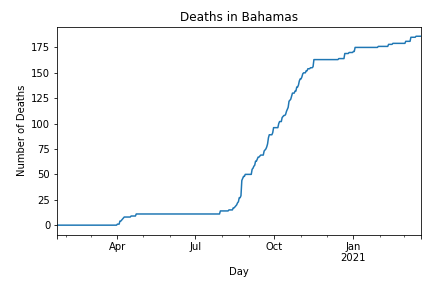 Deaths in Bahamas
Number of Deaths
175
150
125
100
75
50
25
0
Apr
Jul
Oct
Jan
2021
Day